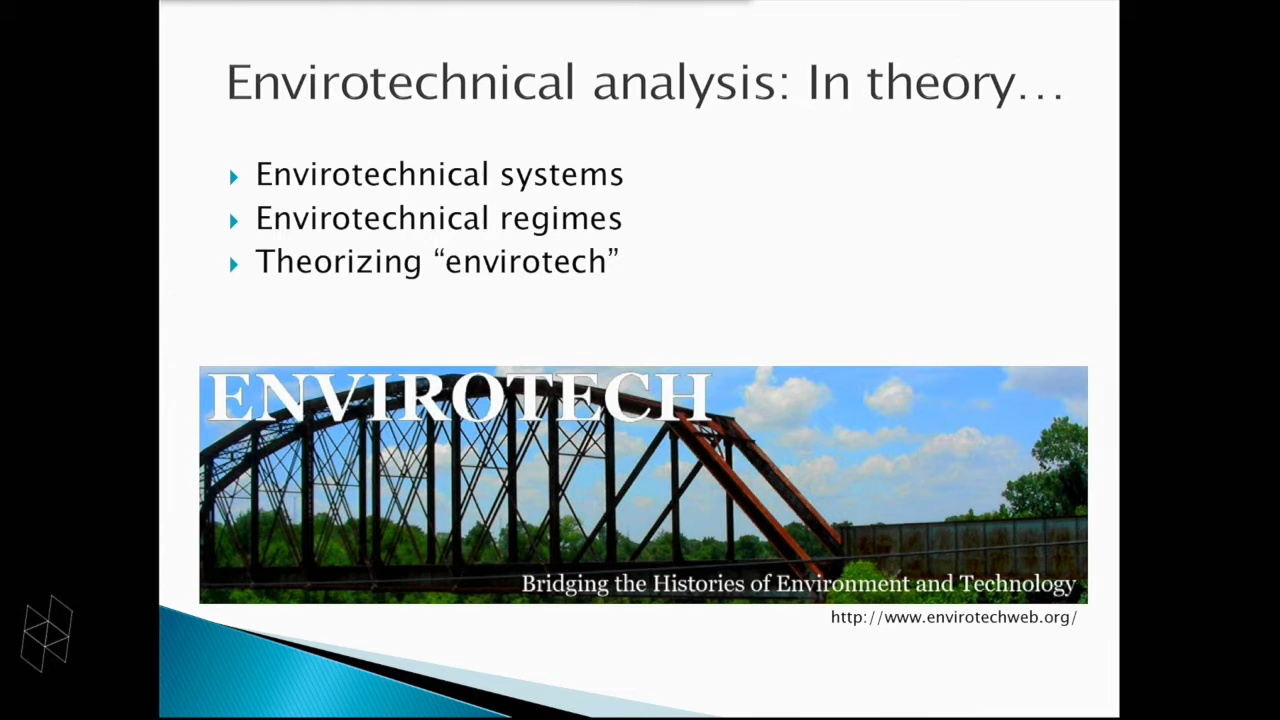 Envirotechnical analysis: In theory…
Envirotechnical systems
Envirotechnical regimes
Theorizing “envirotech”
ENVIROTECH
Bridging the Histories of Environment and Technology
http://www.envirotechweb.org/